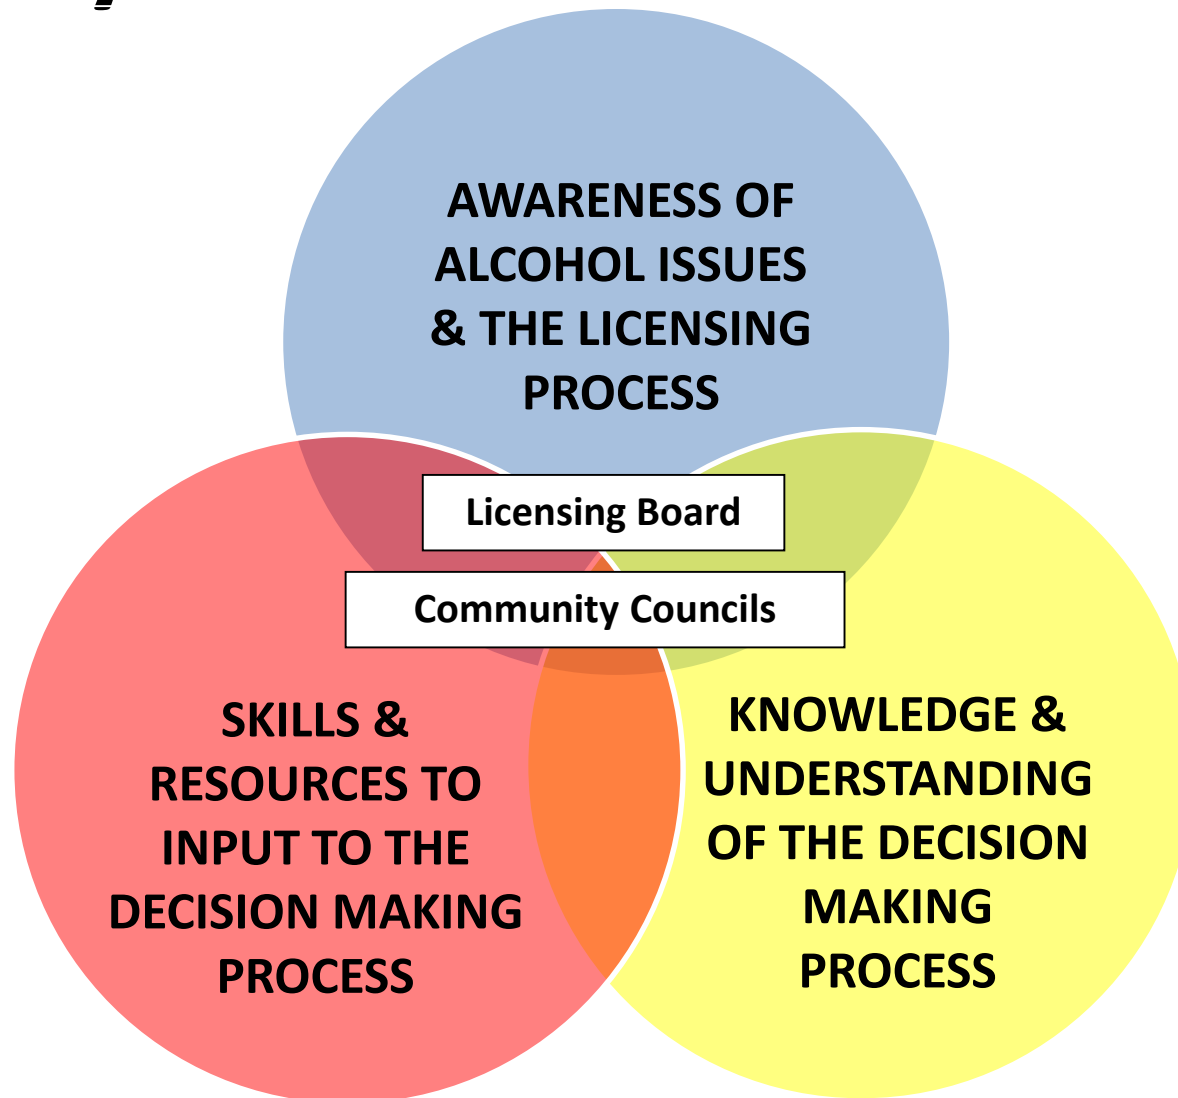 AWARENESS OF
ALCOHOL ISSUES
& THE LICENSING
PROCESS
Licensing Board
Community Councils
SKILLS &
RESOURCES TO
INPUT TO THE
DECISION MAKING
PROCESS
KNOWLEDGE &
UNDERSTANDING
OF THE DECISION
MAKING
PROCESS